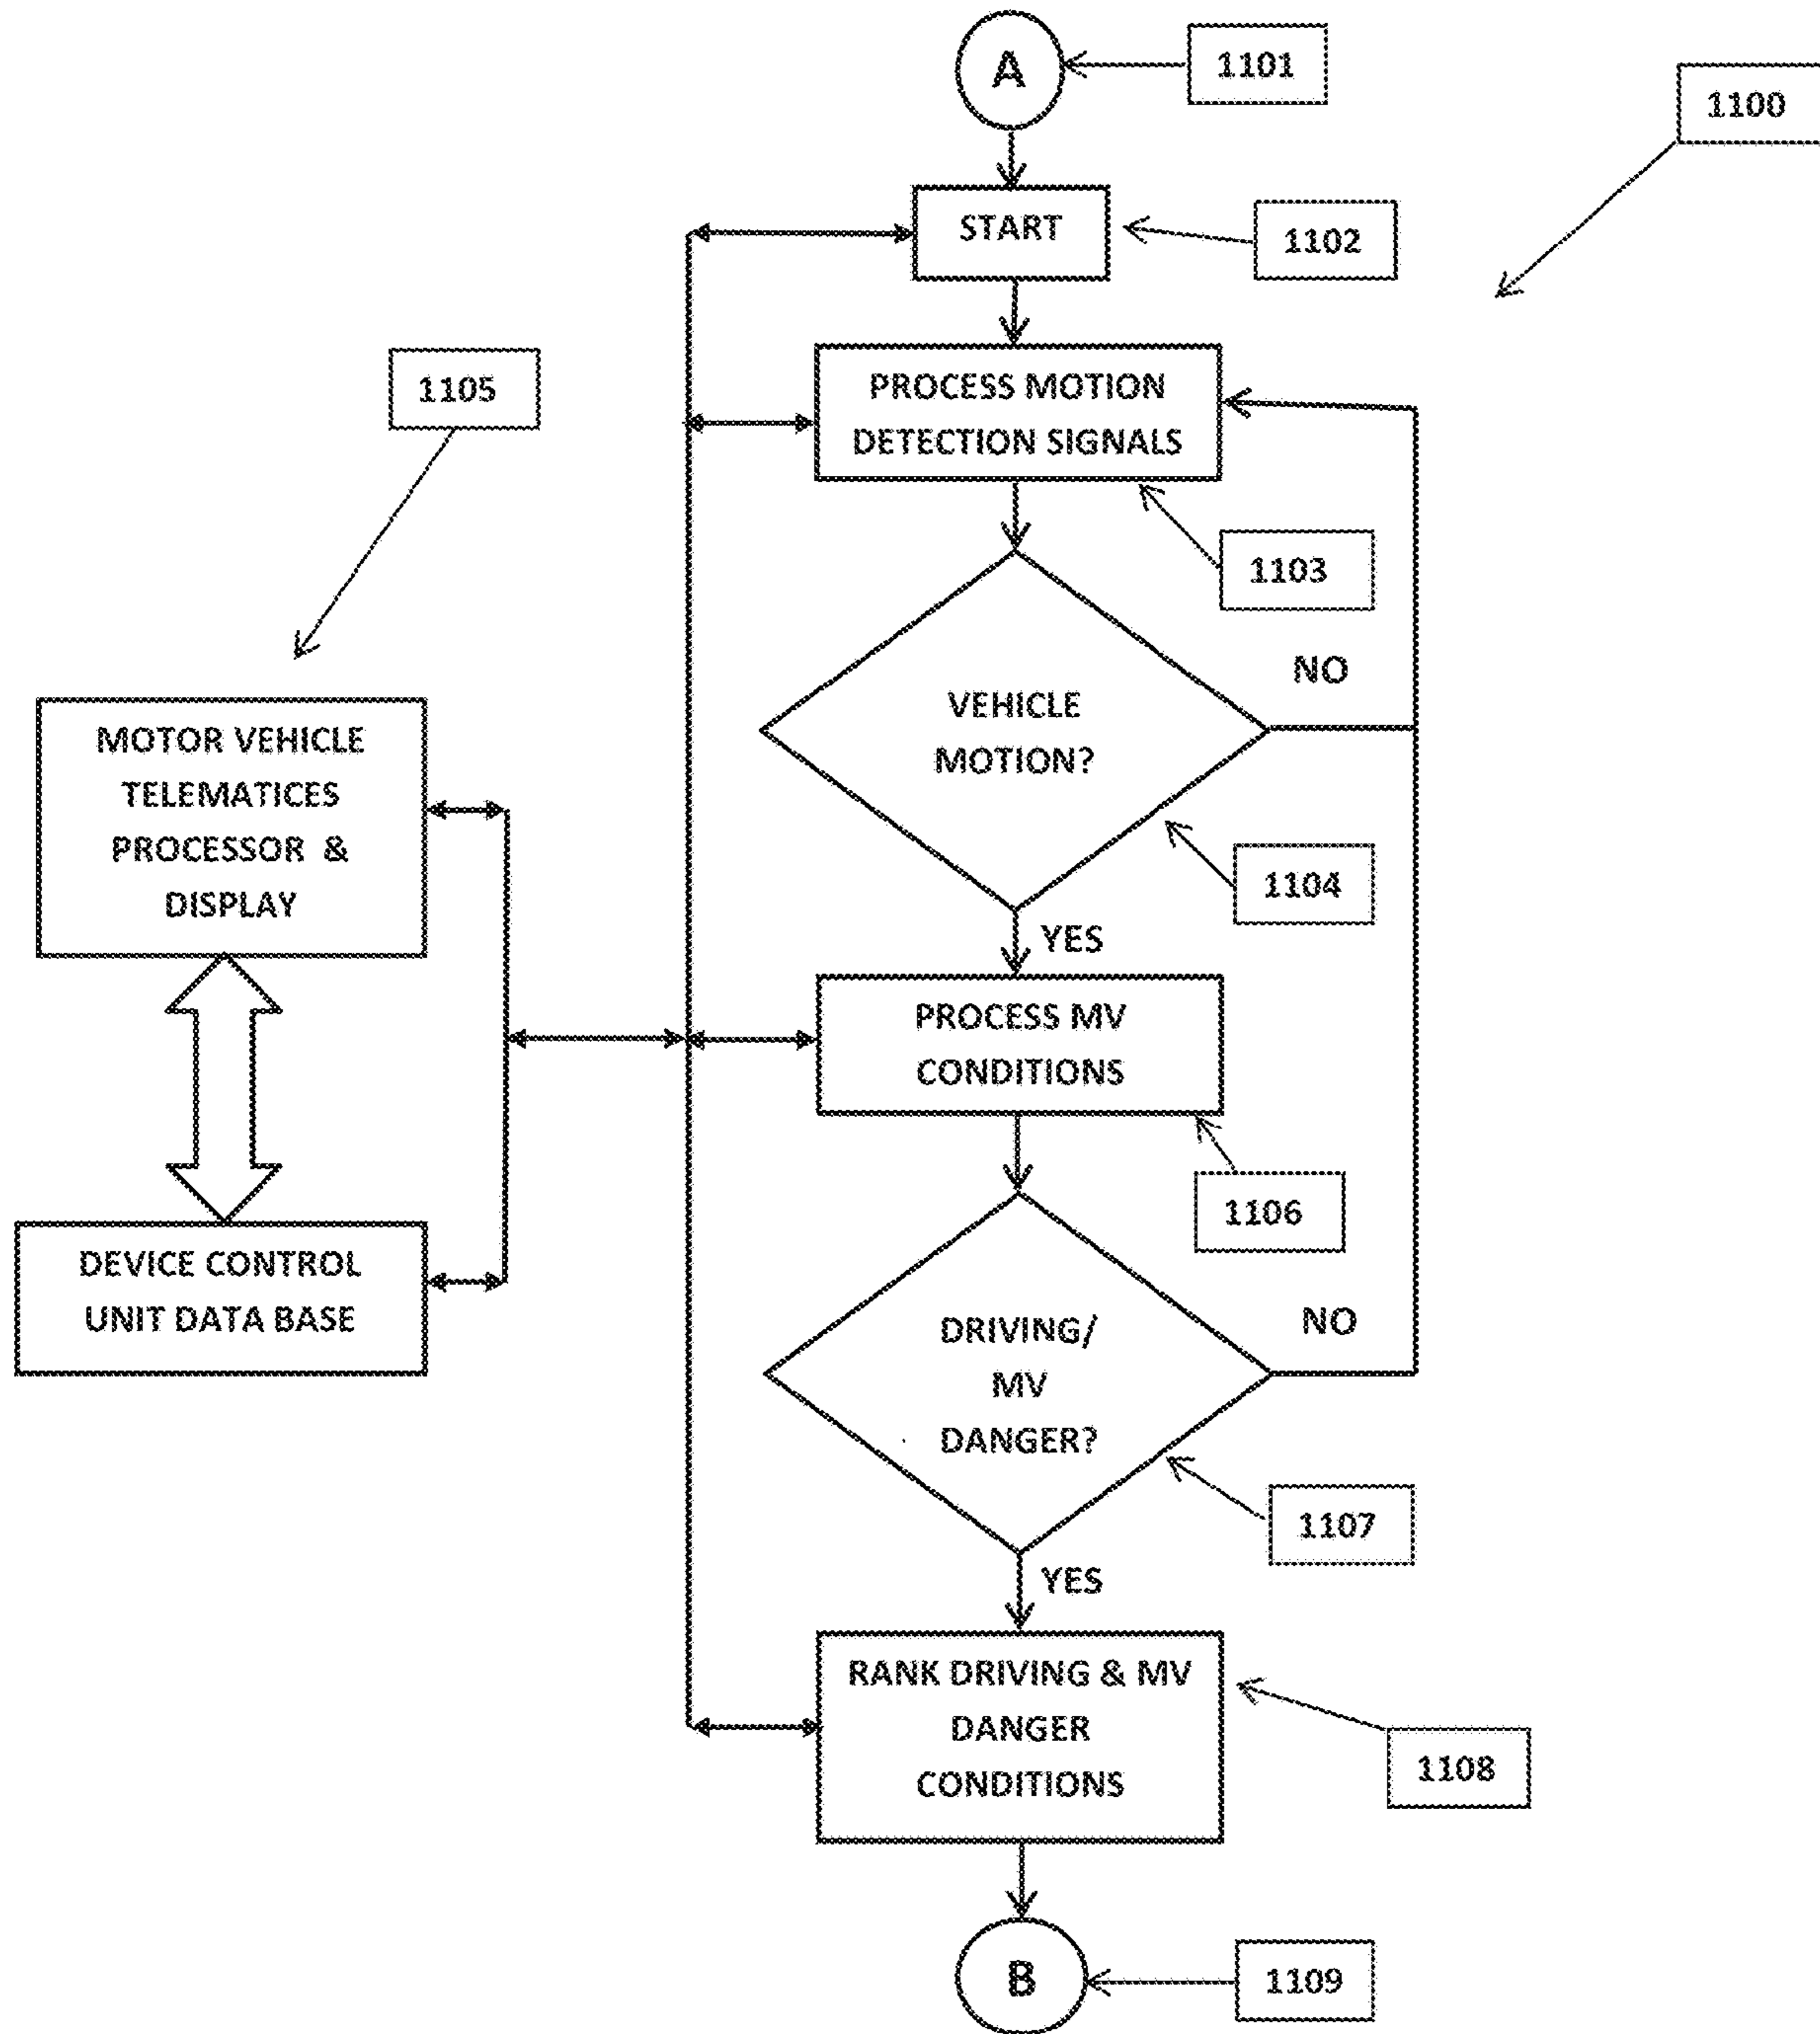 A
1101
1100
START
1102
PROCESS MOTION
DETECTION SIGNALS
1105
1103
VEHICLE
MOTION?
NO
1104
YES
MOTOR VEHICLE
TELEMATICES
PROCESSOR &
DISPLAY
PROCESS MV
CONDITIONS
1106
DEVICE CONTROL
UNIT DATA BASE
DRIVING/
MV
DANGER?
NO
1107
YES
RANK DRIVING & MV
DANGER
CONDITIONS
1108
B
1109